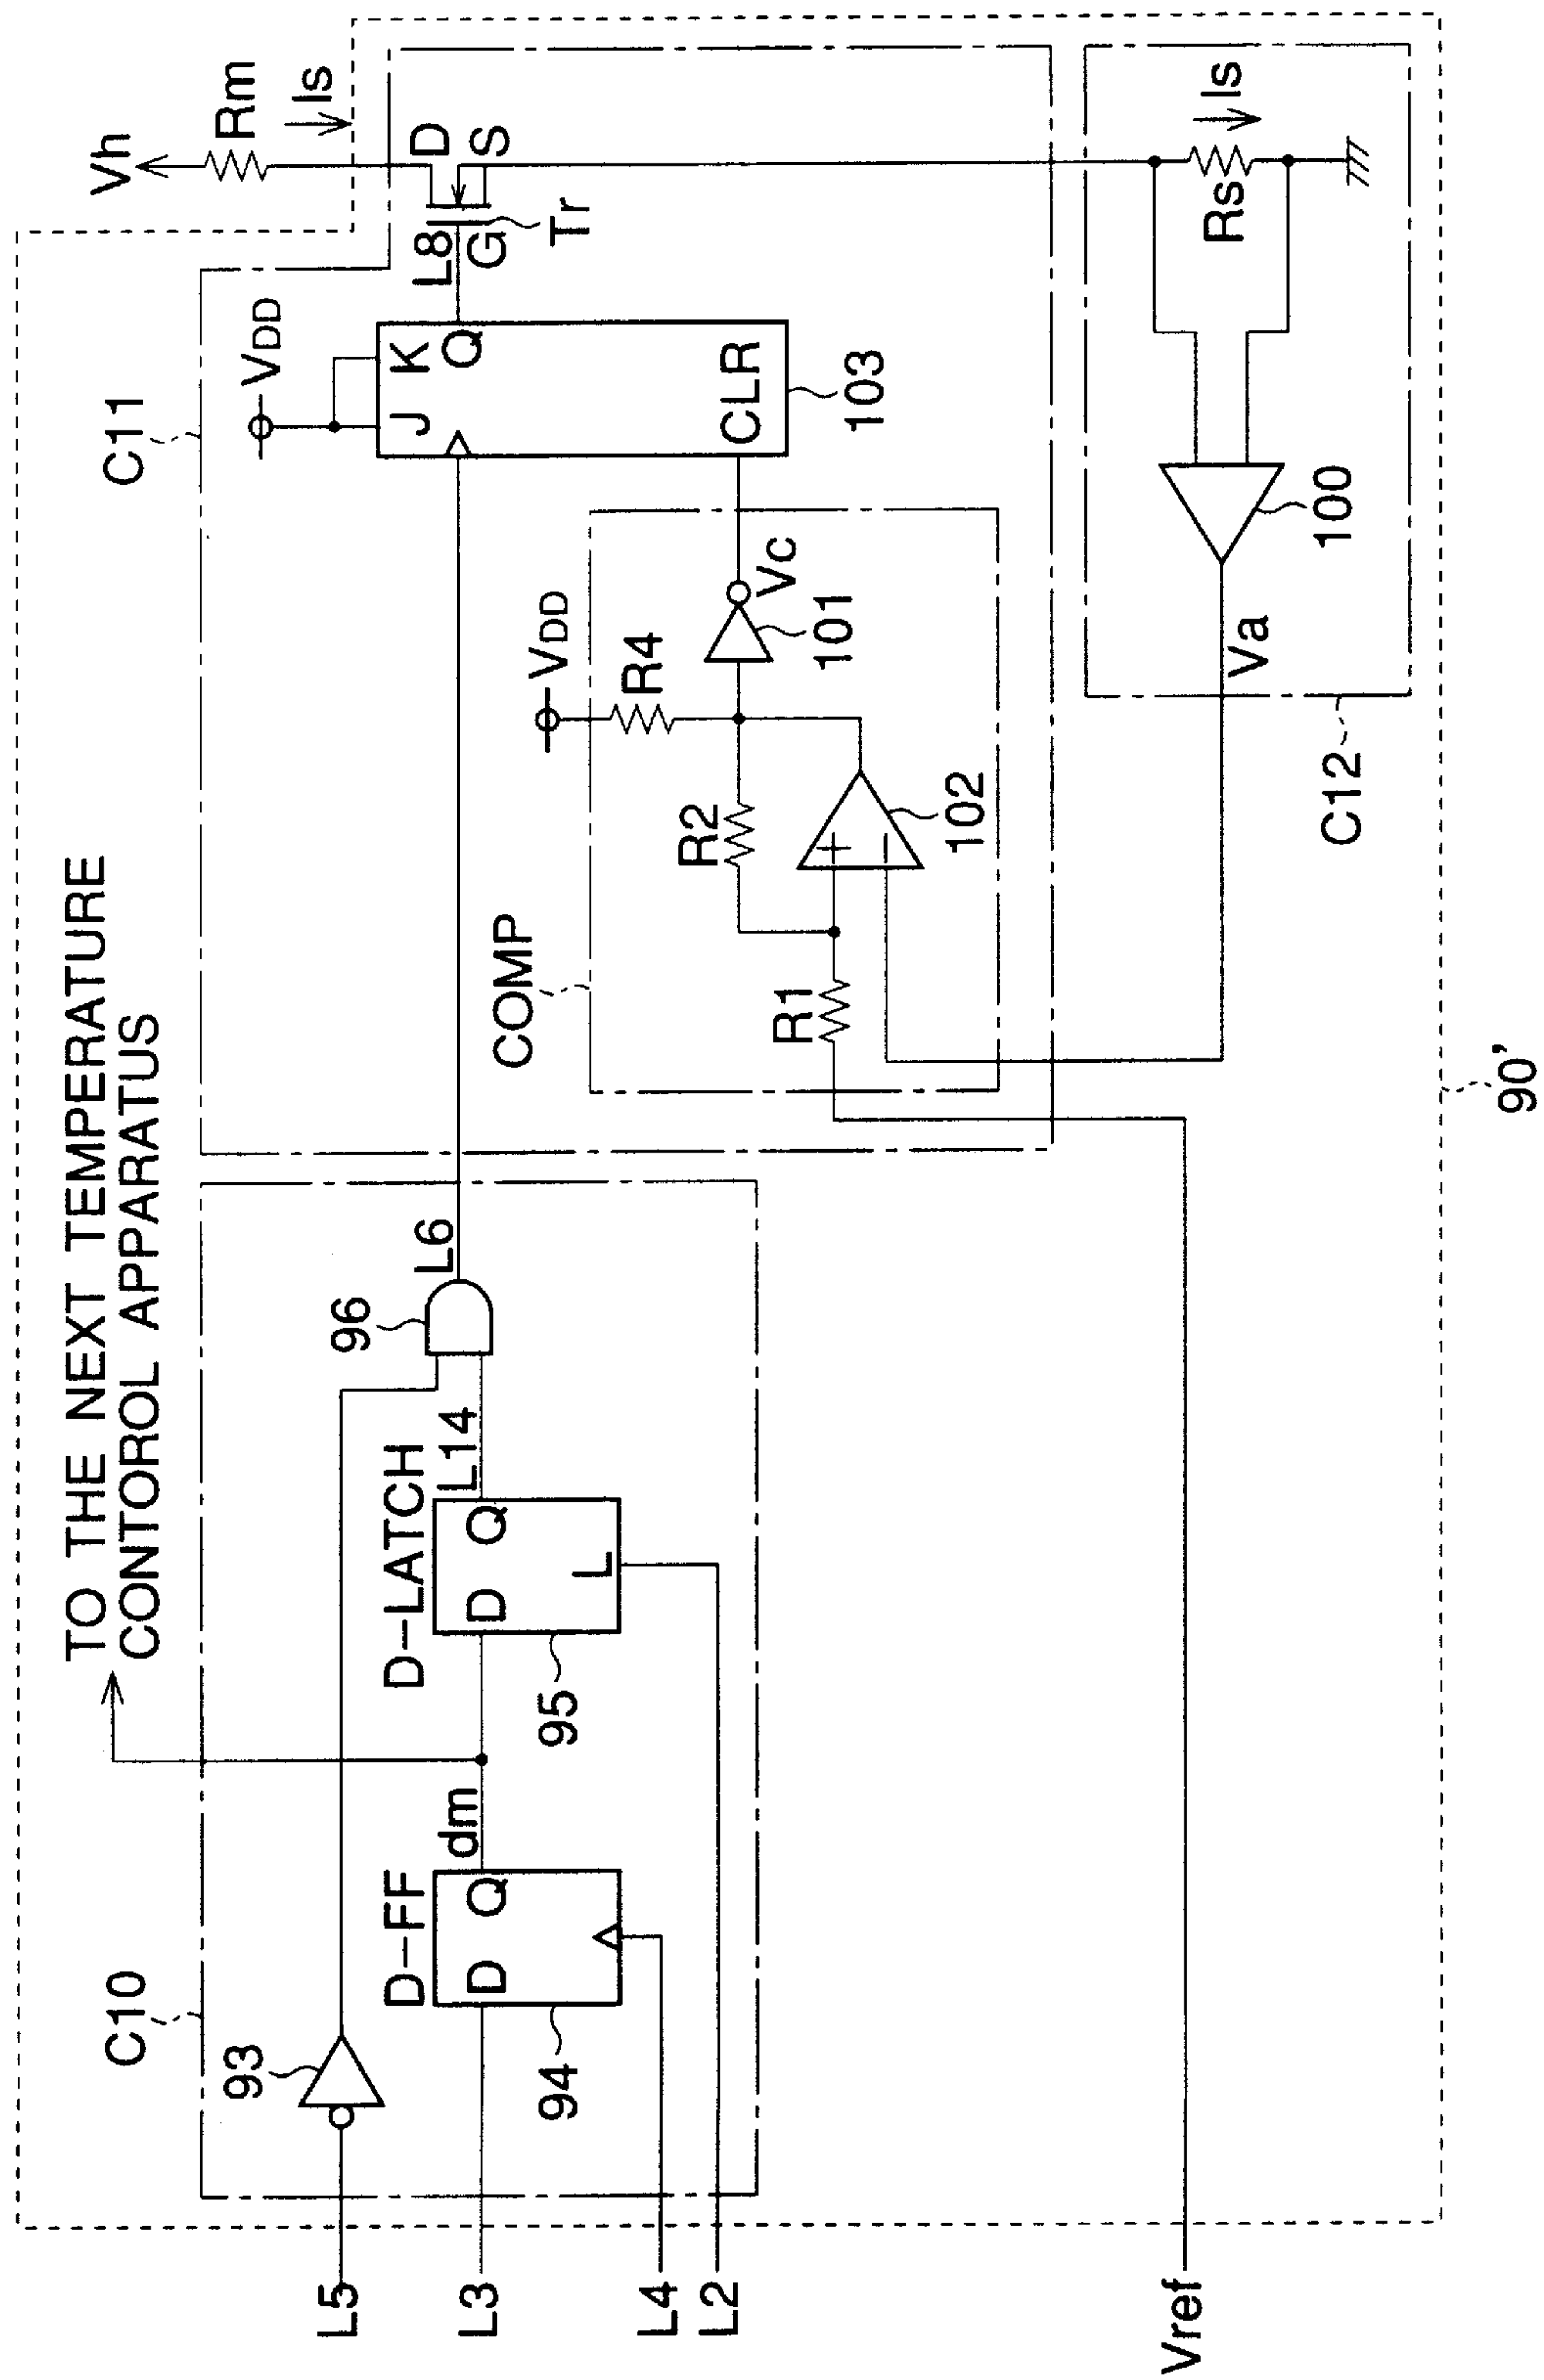 TO THE NEXT TEMPERATURE
CONTOROL APPARATUS
C10
C11
93
L5
L3
L4
L2
Vref
D-FF
D
Q
94
dm
D-LATCH
D
Q
L
95
L14
96
L6
COMP
R1
R2
R4
VDD
102
+
−
101
Vc
VDD
J
K
Q
CLR
103
L8
G
D
S
Tr
Vh
Rm
Is
Is
Rs
100
Va
C12
90'